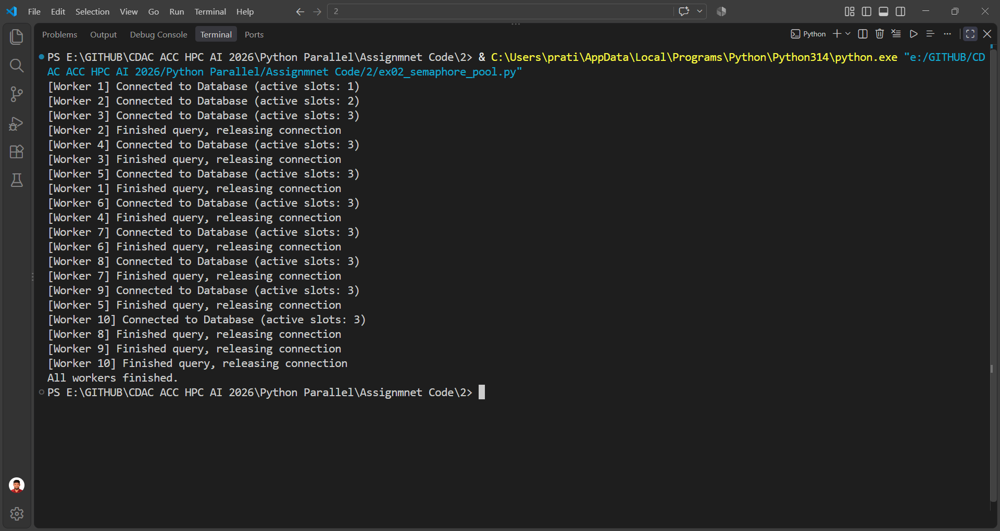 File Edit Selection View Go Run Terminal Help
2
Problems Output Debug Console Terminal Ports
Python
PS E:\GITHUB\CDAC ACC HPC AI 2026\Python Parallel\Assignmnet Code\2> & C:\Users\prati\AppData\Local\Programs\Python\Python314\python.exe "e:/GITHUB/CD
AC ACC HPC AI 2026/Python Parallel/Assignmnet Code/2/ex02_semaphore_pool.py"
[Worker 1] Connected to Database (active slots: 1)
[Worker 2] Connected to Database (active slots: 2)
[Worker 3] Connected to Database (active slots: 3)
[Worker 2] Finished query, releasing connection
[Worker 4] Connected to Database (active slots: 3)
[Worker 3] Finished query, releasing connection
[Worker 5] Connected to Database (active slots: 3)
[Worker 1] Finished query, releasing connection
[Worker 6] Connected to Database (active slots: 3)
[Worker 4] Finished query, releasing connection
[Worker 7] Connected to Database (active slots: 3)
[Worker 6] Finished query, releasing connection
[Worker 8] Connected to Database (active slots: 3)
[Worker 7] Finished query, releasing connection
[Worker 9] Connected to Database (active slots: 3)
[Worker 5] Finished query, releasing connection
[Worker 10] Connected to Database (active slots: 3)
[Worker 8] Finished query, releasing connection
[Worker 9] Finished query, releasing connection
[Worker 10] Finished query, releasing connection
All workers finished.
PS E:\GITHUB\CDAC ACC HPC AI 2026\Python Parallel\Assignmnet Code\2>